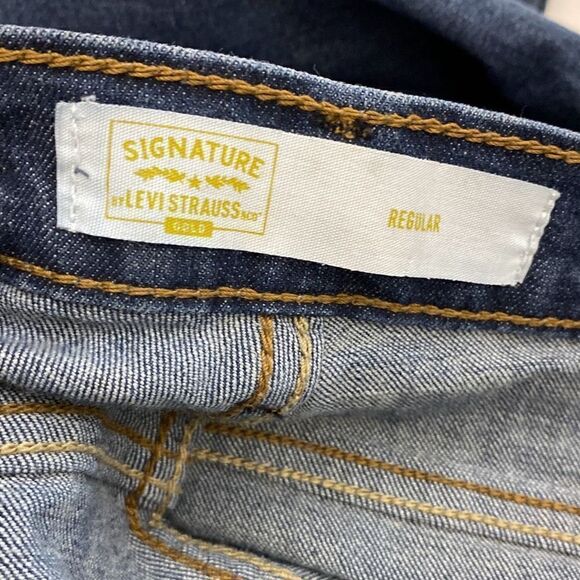 SIGNATURE
BY LEVI STRAUSS & CO
GOLD
REGULAR